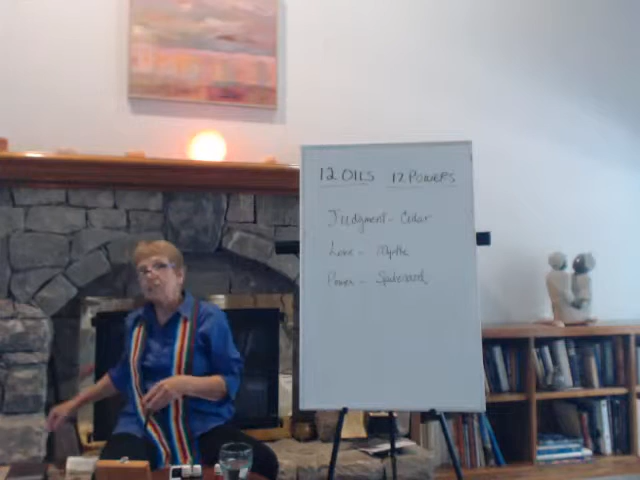 12 OILS 12 POWERS
Judgment - Cedar
Love - Myrtle
Power - Spikenard